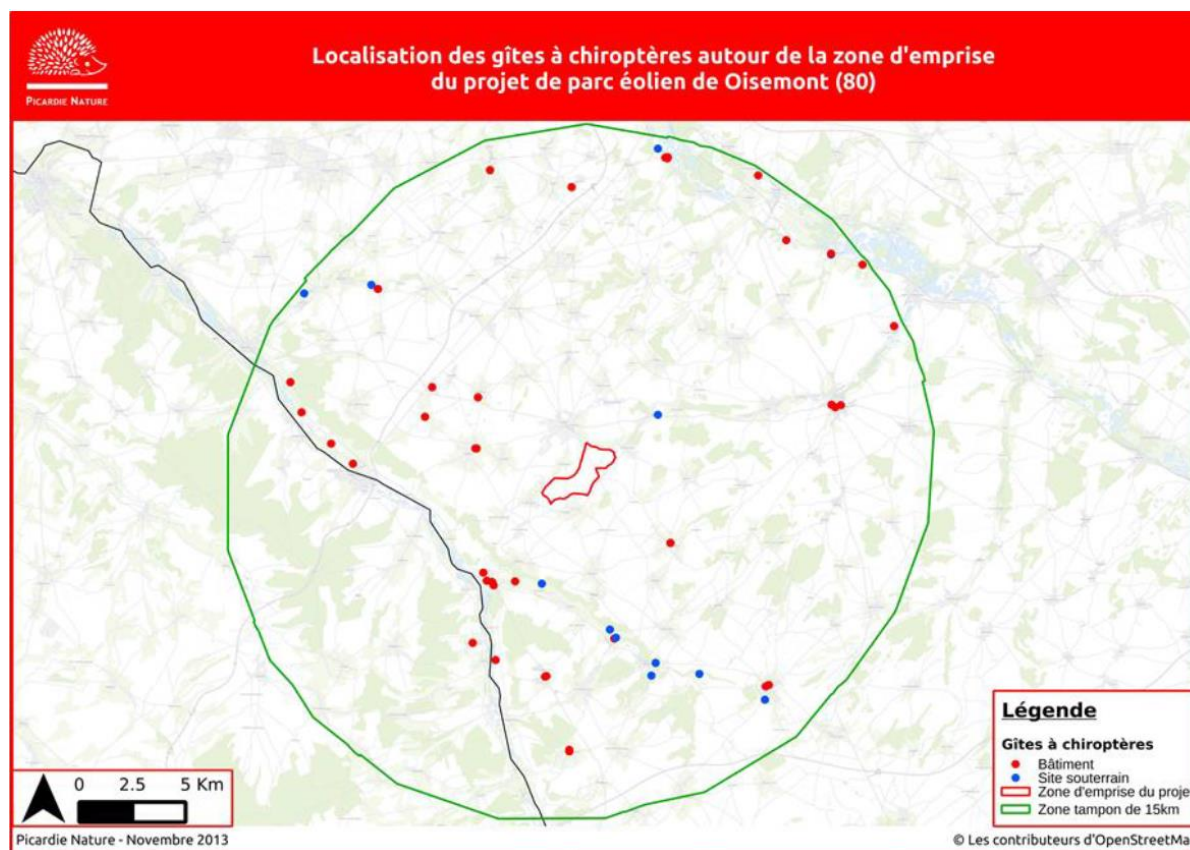 PICARDIE NATURE
Localisation des gîtes à chiroptères autour de la zone d'emprise
du projet de parc éolien de Oisemont (80)
Légende
Gîtes à chiroptères
Bâtiment
Site souterrain
Zone d'emprise du proje
Zone tampon de 15km
0 2.5 5 Km
Picardie Nature - Novembre 2013
© Les contributeurs d'OpenStreetMa